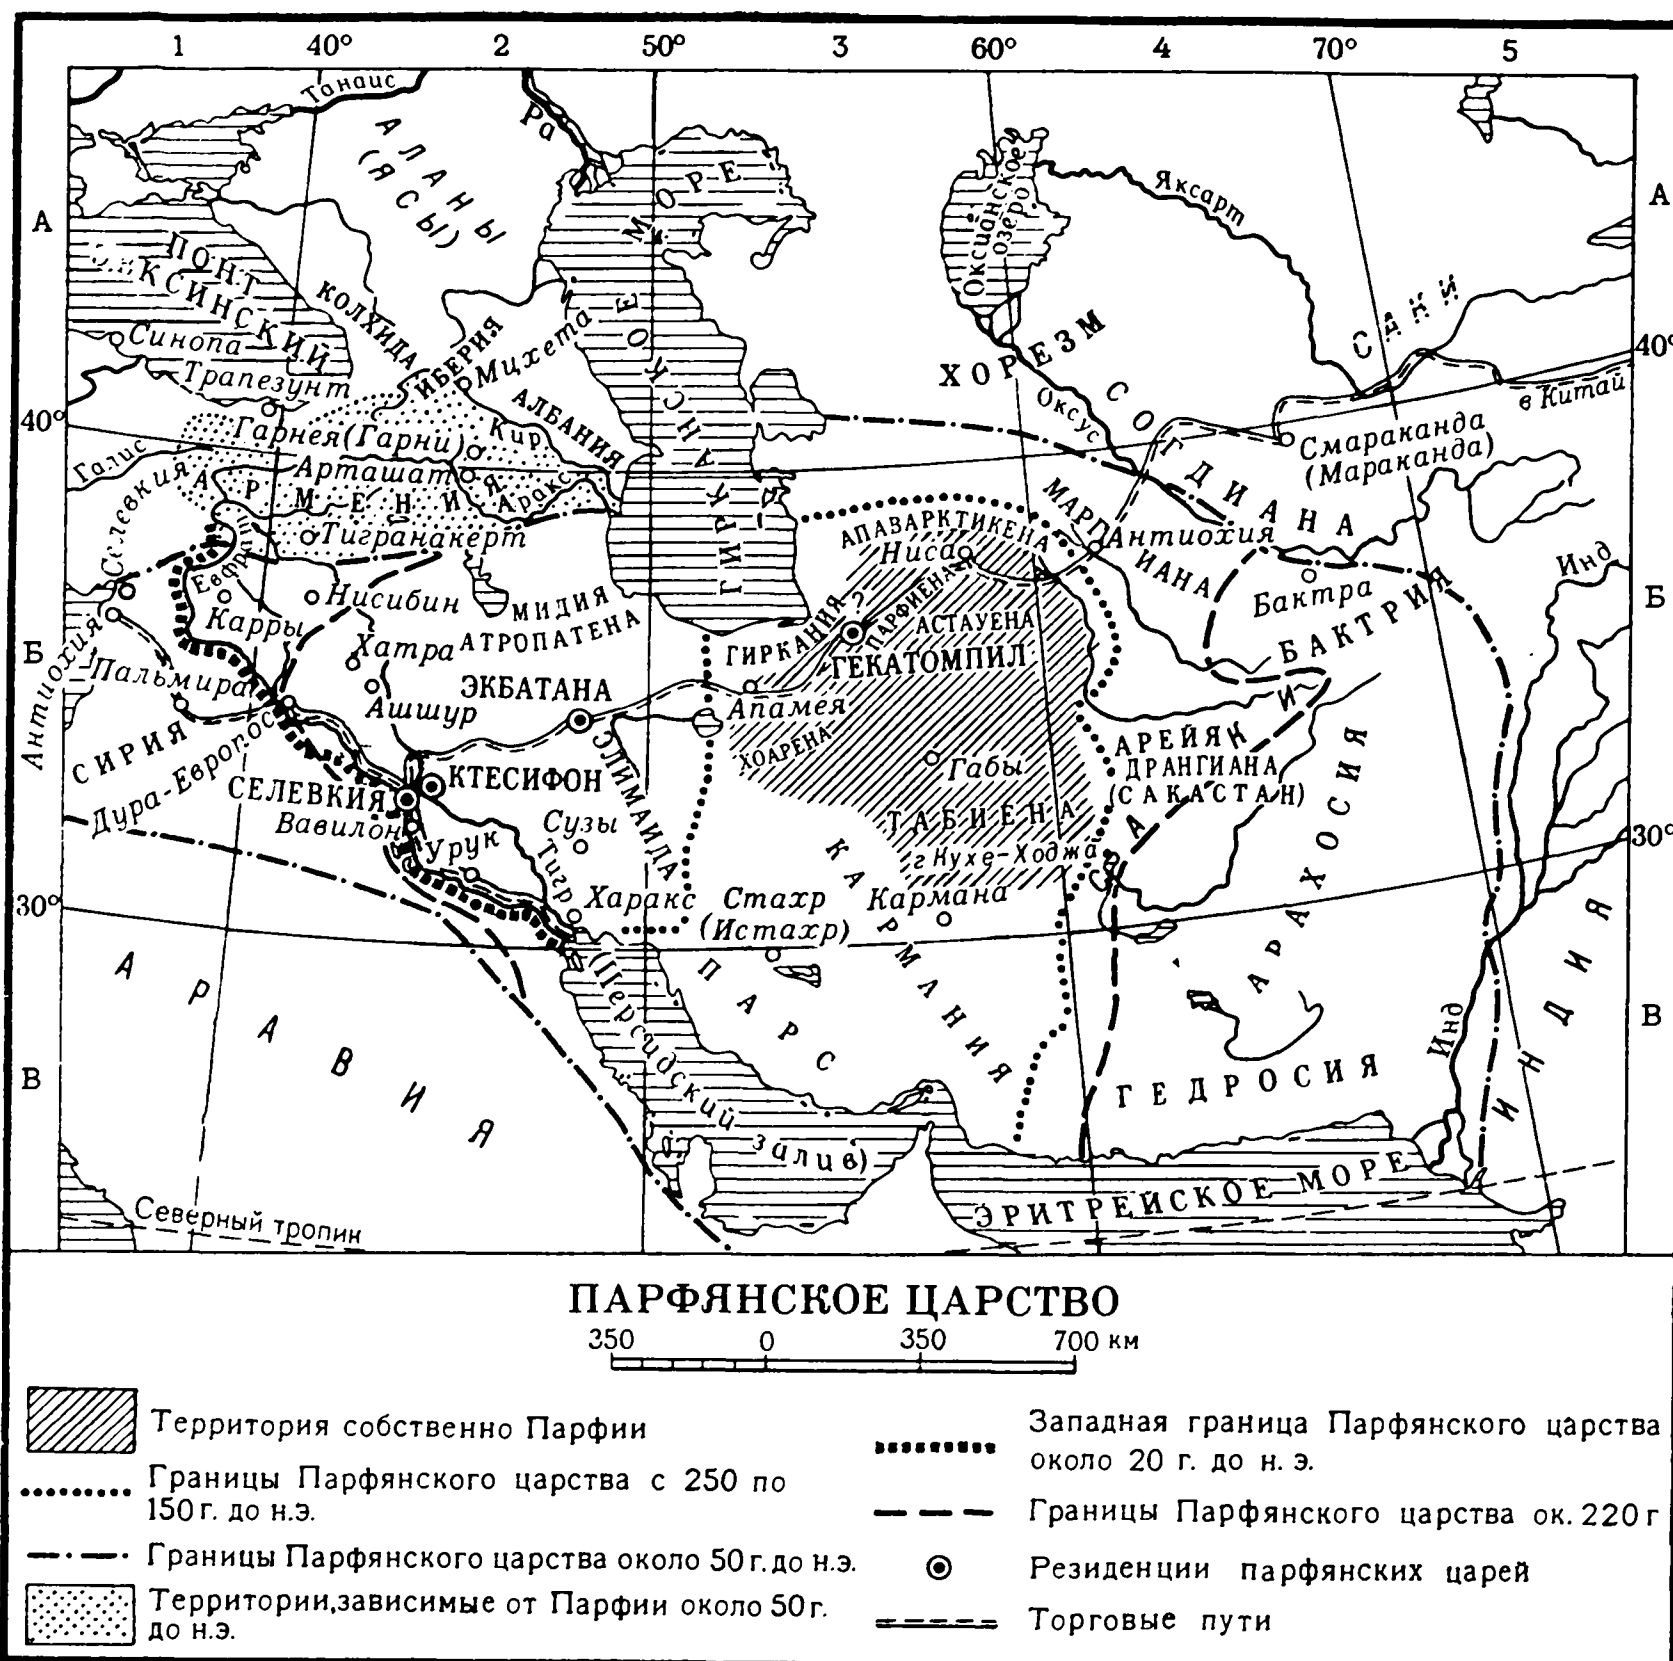 1 40° 2 50° 3 60° 4 70° 5
Танаис
Ра
АЛАНЫ
(ЯСЫ)
МОРЕ
Оксианское
озеро
Яксарт
А
А
ПОНТ
ЭВКСИНСКИЙ
КОЛХИДА
ИБЕРИЯ
Мцхета
Синопа
Трапезунт
ГИРКАНСКОЕ
ХОРЕЗМ
САКИ
40°
в Китай
Оксус
СОГДИАНА
Смараканда
(Мараканда)
40°
Галис
Гарнея (Гарни)
Кир
АЛБАНИЯ
Арташат
Аракс
АРМЕНИЯ
Селевкия
Тигранакерт
Евфрат
АПАВАРКТИКЕНА
Ниса
МАРГИАНА
Антиохия
Инд
Бактра
БАКТРИЯ
Б
Б
Нисибин
МИДИЯ
АТРОПАТЕНА
Карры
Хатра
ГИРКАНИЯ
?
ПАРФИЕНА
АСТАУЕНА
ГЕКАТОМПИЛ
Антиохия
Пальмира
Ашшур
ЭКБАТАНА
Апамея
ХОАРЕНА
Габы
АРЕЙЯ
ДРАНГИАНА
(САКАСТАН)
САКИ
СИРИЯ
Дура-Европос
СЕЛЕВКИЯ
КТЕСИФОН
ЭЛИМАИДА
Вавилон
Урук
Сузы
Тигр
ТАБИЕНА
г Кухе-Ходжа
АРАХОСИЯ
30°
30°
Харакс
Стахр
(Истахр)
Кармана
КАРМАНИЯ
ПАРС
АРАВИЯ
(Персидский
залив)
ГЕДРОСИЯ
Инд
ИНДИЯ
В
В
ЭРИТРЕЙСКОЕ МОРЕ
Северный тропик
ПАРФЯНСКОЕ ЦАРСТВО
350 0 350 700 км
Территория собственно Парфии
Границы Парфянского царства с 250 по
150 г. до н.э.
Границы Парфянского царства около 50 г. до н.э.
Территории, зависимые от Парфии около 50 г.
до н.э.
Западная граница Парфянского царства
около 20 г. до н. э.
Границы Парфянского царства ок. 220 г
Резиденции парфянских царей
Торговые пути